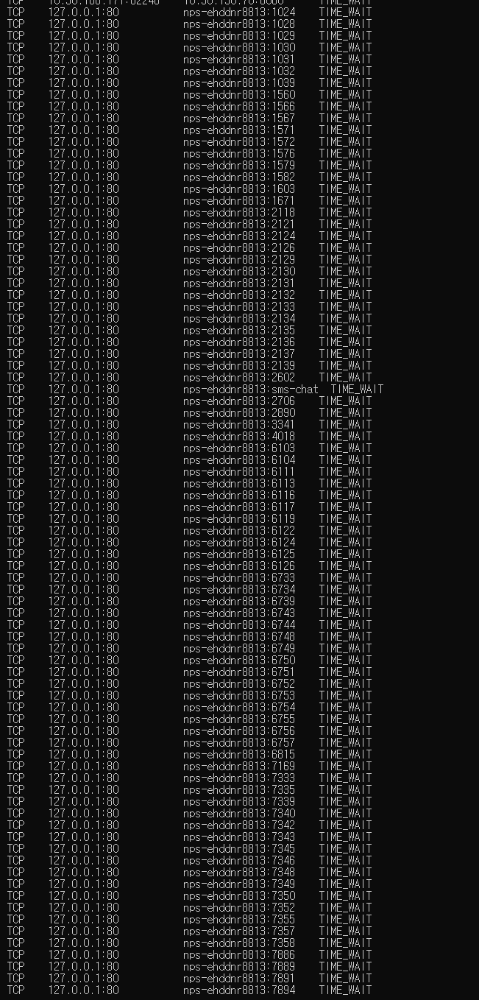 TCP 127.0.0.1:80 nps-ehddnr8813:1024 TIME_WAIT
TCP 127.0.0.1:80 nps-ehddnr8813:1028 TIME_WAIT
TCP 127.0.0.1:80 nps-ehddnr8813:1029 TIME_WAIT
TCP 127.0.0.1:80 nps-ehddnr8813:1030 TIME_WAIT
TCP 127.0.0.1:80 nps-ehddnr8813:1031 TIME_WAIT
TCP 127.0.0.1:80 nps-ehddnr8813:1032 TIME_WAIT
TCP 127.0.0.1:80 nps-ehddnr8813:1039 TIME_WAIT
TCP 127.0.0.1:80 nps-ehddnr8813:1560 TIME_WAIT
TCP 127.0.0.1:80 nps-ehddnr8813:1566 TIME_WAIT
TCP 127.0.0.1:80 nps-ehddnr8813:1567 TIME_WAIT
TCP 127.0.0.1:80 nps-ehddnr8813:1571 TIME_WAIT
TCP 127.0.0.1:80 nps-ehddnr8813:1572 TIME_WAIT
TCP 127.0.0.1:80 nps-ehddnr8813:1576 TIME_WAIT
TCP 127.0.0.1:80 nps-ehddnr8813:1579 TIME_WAIT
TCP 127.0.0.1:80 nps-ehddnr8813:1582 TIME_WAIT
TCP 127.0.0.1:80 nps-ehddnr8813:1603 TIME_WAIT
TCP 127.0.0.1:80 nps-ehddnr8813:1671 TIME_WAIT
TCP 127.0.0.1:80 nps-ehddnr8813:2118 TIME_WAIT
TCP 127.0.0.1:80 nps-ehddnr8813:2121 TIME_WAIT
TCP 127.0.0.1:80 nps-ehddnr8813:2124 TIME_WAIT
TCP 127.0.0.1:80 nps-ehddnr8813:2126 TIME_WAIT
TCP 127.0.0.1:80 nps-ehddnr8813:2129 TIME_WAIT
TCP 127.0.0.1:80 nps-ehddnr8813:2130 TIME_WAIT
TCP 127.0.0.1:80 nps-ehddnr8813:2131 TIME_WAIT
TCP 127.0.0.1:80 nps-ehddnr8813:2132 TIME_WAIT
TCP 127.0.0.1:80 nps-ehddnr8813:2133 TIME_WAIT
TCP 127.0.0.1:80 nps-ehddnr8813:2134 TIME_WAIT
TCP 127.0.0.1:80 nps-ehddnr8813:2135 TIME_WAIT
TCP 127.0.0.1:80 nps-ehddnr8813:2136 TIME_WAIT
TCP 127.0.0.1:80 nps-ehddnr8813:2137 TIME_WAIT
TCP 127.0.0.1:80 nps-ehddnr8813:2139 TIME_WAIT
TCP 127.0.0.1:80 nps-ehddnr8813:2602 TIME_WAIT
TCP 127.0.0.1:80 nps-ehddnr8813:sms-chat TIME_WAIT
TCP 127.0.0.1:80 nps-ehddnr8813:2706 TIME_WAIT
TCP 127.0.0.1:80 nps-ehddnr8813:2890 TIME_WAIT
TCP 127.0.0.1:80 nps-ehddnr8813:3341 TIME_WAIT
TCP 127.0.0.1:80 nps-ehddnr8813:4018 TIME_WAIT
TCP 127.0.0.1:80 nps-ehddnr8813:6103 TIME_WAIT
TCP 127.0.0.1:80 nps-ehddnr8813:6104 TIME_WAIT
TCP 127.0.0.1:80 nps-ehddnr8813:6111 TIME_WAIT
TCP 127.0.0.1:80 nps-ehddnr8813:6113 TIME_WAIT
TCP 127.0.0.1:80 nps-ehddnr8813:6116 TIME_WAIT
TCP 127.0.0.1:80 nps-ehddnr8813:6117 TIME_WAIT
TCP 127.0.0.1:80 nps-ehddnr8813:6119 TIME_WAIT
TCP 127.0.0.1:80 nps-ehddnr8813:6122 TIME_WAIT
TCP 127.0.0.1:80 nps-ehddnr8813:6124 TIME_WAIT
TCP 127.0.0.1:80 nps-ehddnr8813:6125 TIME_WAIT
TCP 127.0.0.1:80 nps-ehddnr8813:6126 TIME_WAIT
TCP 127.0.0.1:80 nps-ehddnr8813:6733 TIME_WAIT
TCP 127.0.0.1:80 nps-ehddnr8813:6734 TIME_WAIT
TCP 127.0.0.1:80 nps-ehddnr8813:6739 TIME_WAIT
TCP 127.0.0.1:80 nps-ehddnr8813:6743 TIME_WAIT
TCP 127.0.0.1:80 nps-ehddnr8813:6744 TIME_WAIT
TCP 127.0.0.1:80 nps-ehddnr8813:6748 TIME_WAIT
TCP 127.0.0.1:80 nps-ehddnr8813:6749 TIME_WAIT
TCP 127.0.0.1:80 nps-ehddnr8813:6750 TIME_WAIT
TCP 127.0.0.1:80 nps-ehddnr8813:6751 TIME_WAIT
TCP 127.0.0.1:80 nps-ehddnr8813:6752 TIME_WAIT
TCP 127.0.0.1:80 nps-ehddnr8813:6753 TIME_WAIT
TCP 127.0.0.1:80 nps-ehddnr8813:6754 TIME_WAIT
TCP 127.0.0.1:80 nps-ehddnr8813:6755 TIME_WAIT
TCP 127.0.0.1:80 nps-ehddnr8813:6756 TIME_WAIT
TCP 127.0.0.1:80 nps-ehddnr8813:6757 TIME_WAIT
TCP 127.0.0.1:80 nps-ehddnr8813:6815 TIME_WAIT
TCP 127.0.0.1:80 nps-ehddnr8813:7169 TIME_WAIT
TCP 127.0.0.1:80 nps-ehddnr8813:7333 TIME_WAIT
TCP 127.0.0.1:80 nps-ehddnr8813:7335 TIME_WAIT
TCP 127.0.0.1:80 nps-ehddnr8813:7339 TIME_WAIT
TCP 127.0.0.1:80 nps-ehddnr8813:7340 TIME_WAIT
TCP 127.0.0.1:80 nps-ehddnr8813:7342 TIME_WAIT
TCP 127.0.0.1:80 nps-ehddnr8813:7343 TIME_WAIT
TCP 127.0.0.1:80 nps-ehddnr8813:7345 TIME_WAIT
TCP 127.0.0.1:80 nps-ehddnr8813:7346 TIME_WAIT
TCP 127.0.0.1:80 nps-ehddnr8813:7348 TIME_WAIT
TCP 127.0.0.1:80 nps-ehddnr8813:7349 TIME_WAIT
TCP 127.0.0.1:80 nps-ehddnr8813:7350 TIME_WAIT
TCP 127.0.0.1:80 nps-ehddnr8813:7352 TIME_WAIT
TCP 127.0.0.1:80 nps-ehddnr8813:7355 TIME_WAIT
TCP 127.0.0.1:80 nps-ehddnr8813:7357 TIME_WAIT
TCP 127.0.0.1:80 nps-ehddnr8813:7358 TIME_WAIT
TCP 127.0.0.1:80 nps-ehddnr8813:7886 TIME_WAIT
TCP 127.0.0.1:80 nps-ehddnr8813:7889 TIME_WAIT
TCP 127.0.0.1:80 nps-ehddnr8813:7891 TIME_WAIT
TCP 127.0.0.1:80 nps-ehddnr8813:7894 TIME_WAIT